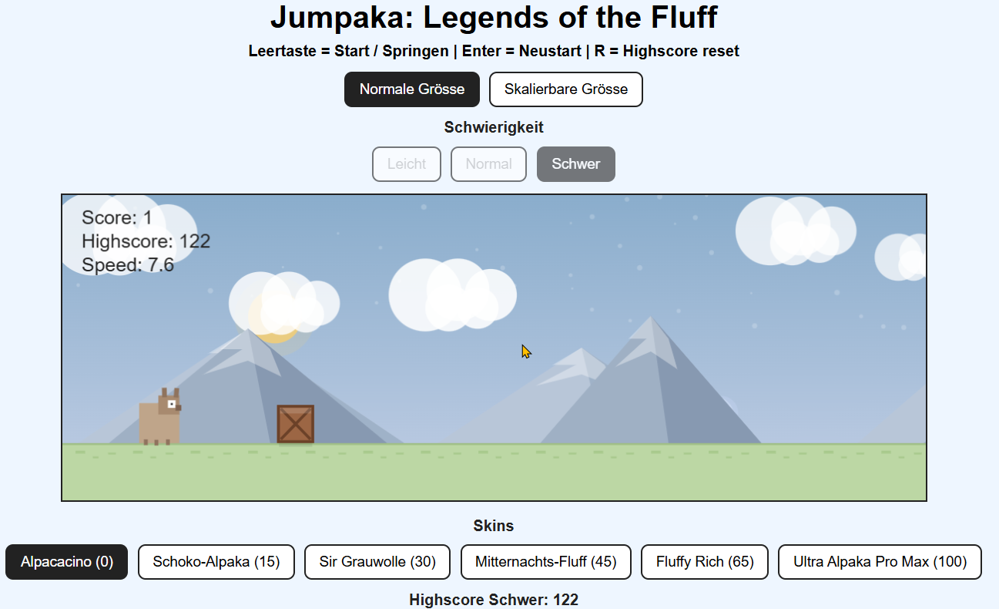 Jumpaka: Legends of the Fluff
Leertaste = Start / Springen | Enter = Neustart | R = Highscore reset
Normale Grösse Skalierbare Grösse
Schwierigkeit
Leicht Normal Schwer
Score: 1
Highscore: 122
Speed: 7.6
Skins
Alpacacino (0) Schoko-Alpaka (15) Sir Grauwolle (30) Mitternachts-Fluff (45) Fluffy Rich (65) Ultra Alpaka Pro Max (100)
Highscore Schwer: 122